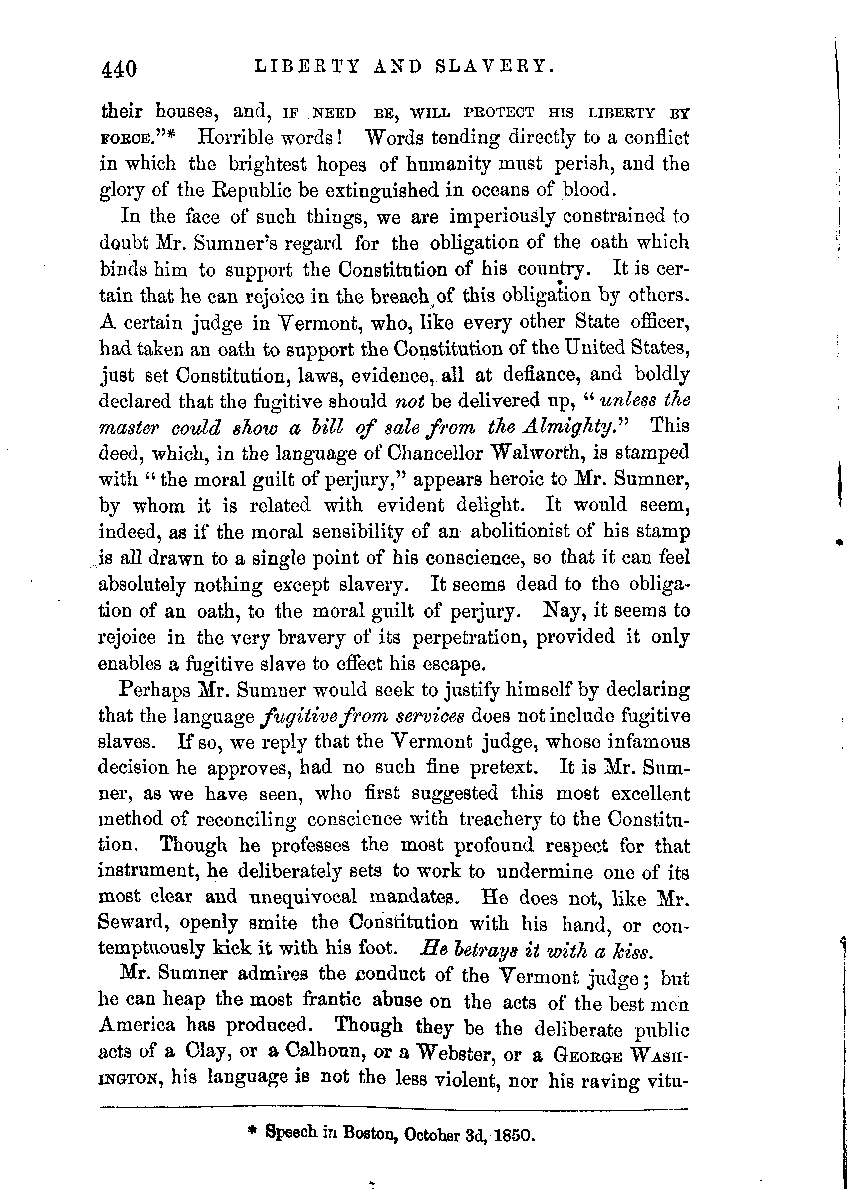 440 LIBERTY AND SLAVERY.
their houses, and, IF NEED BE, WILL PROTECT HIS LIBERTY BY
FORCE."* Horrible words! Words tending directly to a conflict
in which the brightest hopes of humanity must perish, and the
glory of the Republic be extinguished in oceans of blood.
In the face of such things, we are imperiously constrained to
doubt Mr. Sumner's regard for the obligation of the oath which
binds him to support the Constitution of his country. It is cer-
tain that he can rejoice in the breach of this obligation by others.
A certain judge in Vermont, who, like every other State officer,
had taken an oath to support the Constitution of the United States,
just set Constitution, laws, evidence, all at defiance, and boldly
declared that the fugitive should not be delivered up, "unless the
master could show a bill of sale from the Almighty." This
deed, which, in the language of Chancellor Walworth, is stamped
with "the moral guilt of perjury," appears heroic to Mr. Sumner,
by whom it is related with evident delight. It would seem,
indeed, as if the moral sensibility of an abolitionist of his stamp
is all drawn to a single point of his conscience, so that it can feel
absolutely nothing except slavery. It seems dead to the obliga-
tion of an oath, to the moral guilt of perjury. Nay, it seems to
rejoice in the very bravery of its perpetration, provided it only
enables a fugitive slave to effect his escape.
Perhaps Mr. Sumner would seek to justify himself by declaring
that the language fugitive from services does not include fugitive
slaves. If so, we reply that the Vermont judge, whose infamous
decision he approves, had no such fine pretext. It is Mr. Sum-
ner, as we have seen, who first suggested this most excellent
method of reconciling conscience with treachery to the Constitu-
tion. Though he professes the most profound respect for that
instrument, he deliberately sets to work to undermine one of its
most clear and unequivocal mandates. He does not, like Mr.
Seward, openly smite the Constitution with his hand, or con-
temptuously kick it with his foot. He betrays it with a kiss.
Mr. Sumner admires the conduct of the Vermont judge; but
he can heap the most frantic abuse on the acts of the best men
America has produced. Though they be the deliberate public
acts of a Clay, or a Calhoun, or a Webster, or a GEORGE WASH-
INGTON, his language is not the less violent, nor his raving vitu-
* Speech in Boston, October 3d, 1850.